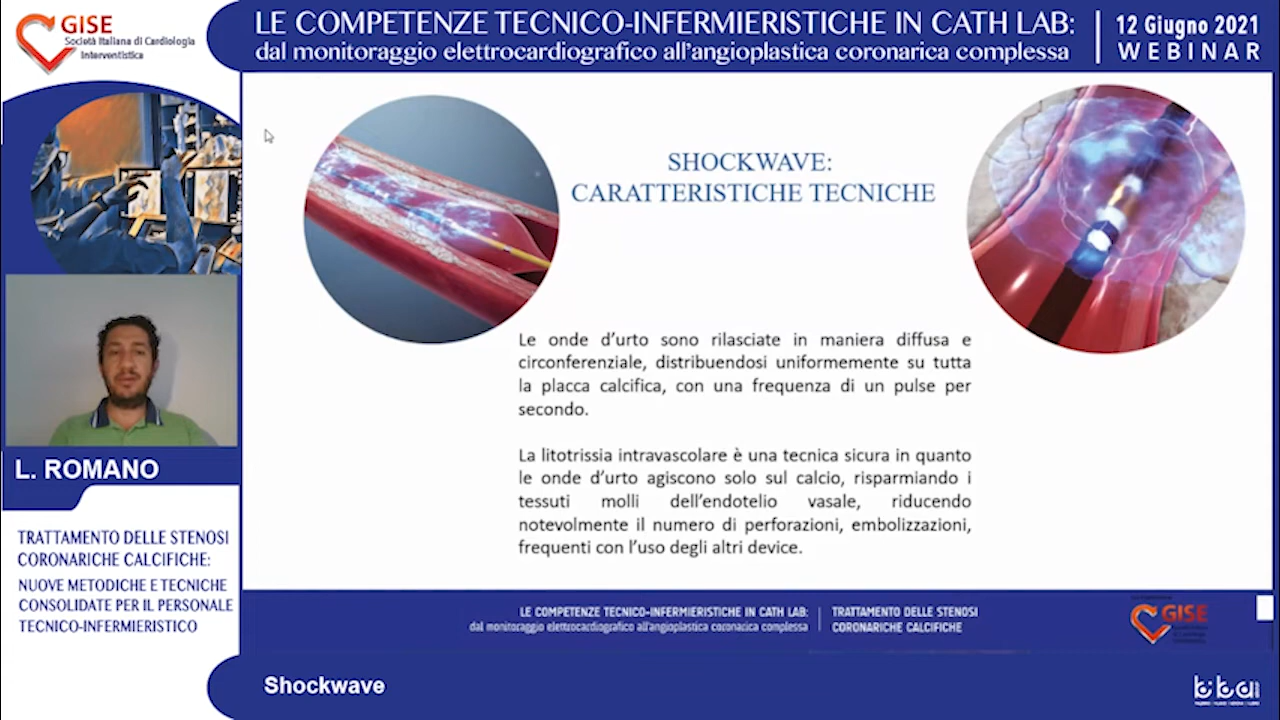 GISE
Società Italiana di Cardiologia
Interventistica
LE COMPETENZE TECNICO-INFERMIERISTICHE IN CATH LAB:
dal monitoraggio elettrocardiografico all'angioplastica coronarica complessa
12 Giugno 2021
WEBINAR
SHOCKWAVE:
CARATTERISTICHE TECNICHE
Le onde d'urto sono rilasciate in maniera diffusa e
circonferenziale, distribuendosi uniformemente su tutta
la placca calcifica, con una frequenza di un pulse per
secondo.
La litotrissia intravascolare è una tecnica sicura in quanto
le onde d'urto agiscono solo sul calcio, risparmiando i
tessuti molli dell'endotelio vasale, riducendo
notevolmente il numero di perforazioni, embolizzazioni,
frequenti con l'uso degli altri device.
L. ROMANO
TRATTAMENTO DELLE STENOSI
CORONARICHE CALCIFICHE:
NUOVE METODICHE E TECNICHE
CONSOLIDATE PER IL PERSONALE
TECNICO-INFERMIERISTICO
LE COMPETENZE TECNICO-INFERMIERISTICHE IN CATH LAB:
dal monitoraggio elettrocardiografico all'angioplastica coronarica complessa
TRATTAMENTO DELLE STENOSI
CORONARICHE CALCIFICHE
GISE
Shockwave